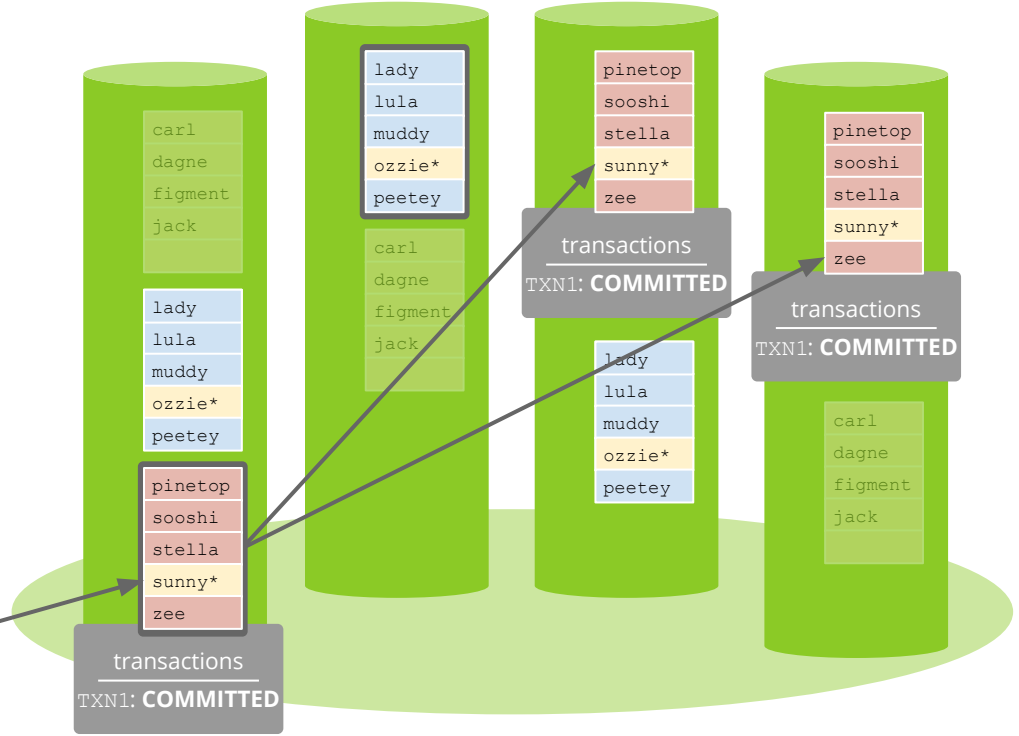 carl
dagne
figment
jack
lady
lula
muddy
ozzie*
peetey
pinetop
sooshi
stella
sunny*
zee
transactions
TXN1: COMMITTED
lady
lula
muddy
ozzie*
peetey
carl
dagne
figment
jack
pinetop
sooshi
stella
sunny*
zee
transactions
TXN1: COMMITTED
lady
lula
muddy
ozzie*
peetey
pinetop
sooshi
stella
sunny*
zee
transactions
TXN1: COMMITTED
carl
dagne
figment
jack